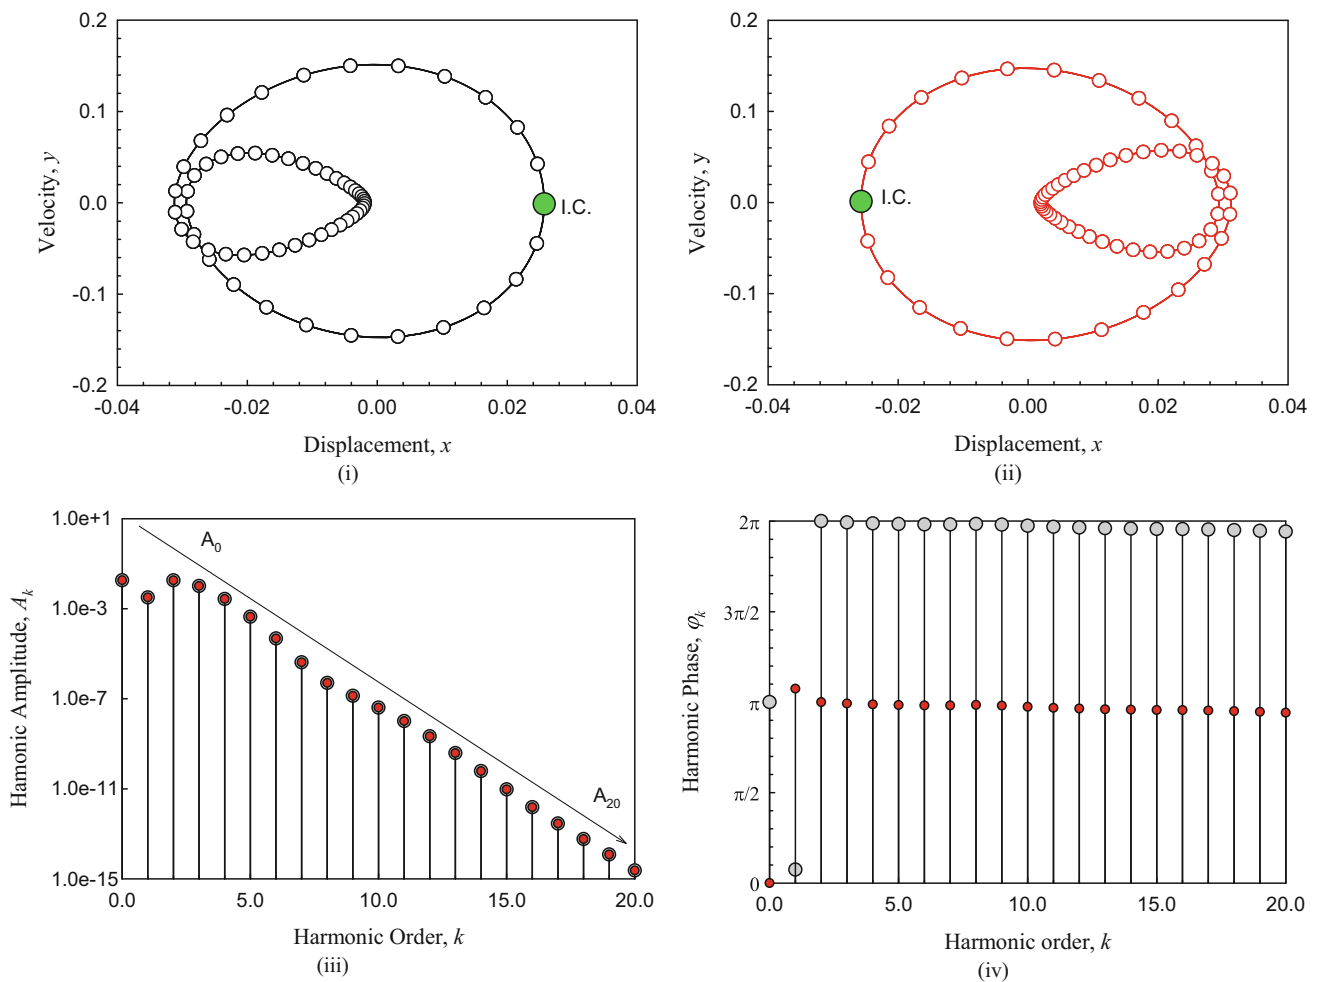 0.2
0.1
0.0
-0.1
-0.2
Velocity, y
I.C.
-0.04 -0.02 0.00 0.02 0.04
Displacement, x
(i)
0.2
0.1
0.0
-0.1
-0.2
Velocity, y
I.C.
-0.04 -0.02 0.00 0.02 0.04
Displacement, x
(ii)
1.0e+1
1.0e-3
1.0e-7
1.0e-11
1.0e-15
Hamonic Amplitude, A_k
A_0
A_20
0.0 5.0 10.0 15.0 20.0
Harmonic Order, k
(iii)
2π
3π/2
π
π/2
0
Harmonic Phase, φ_k
0.0 5.0 10.0 15.0 20.0
Harmonic order, k
(iv)